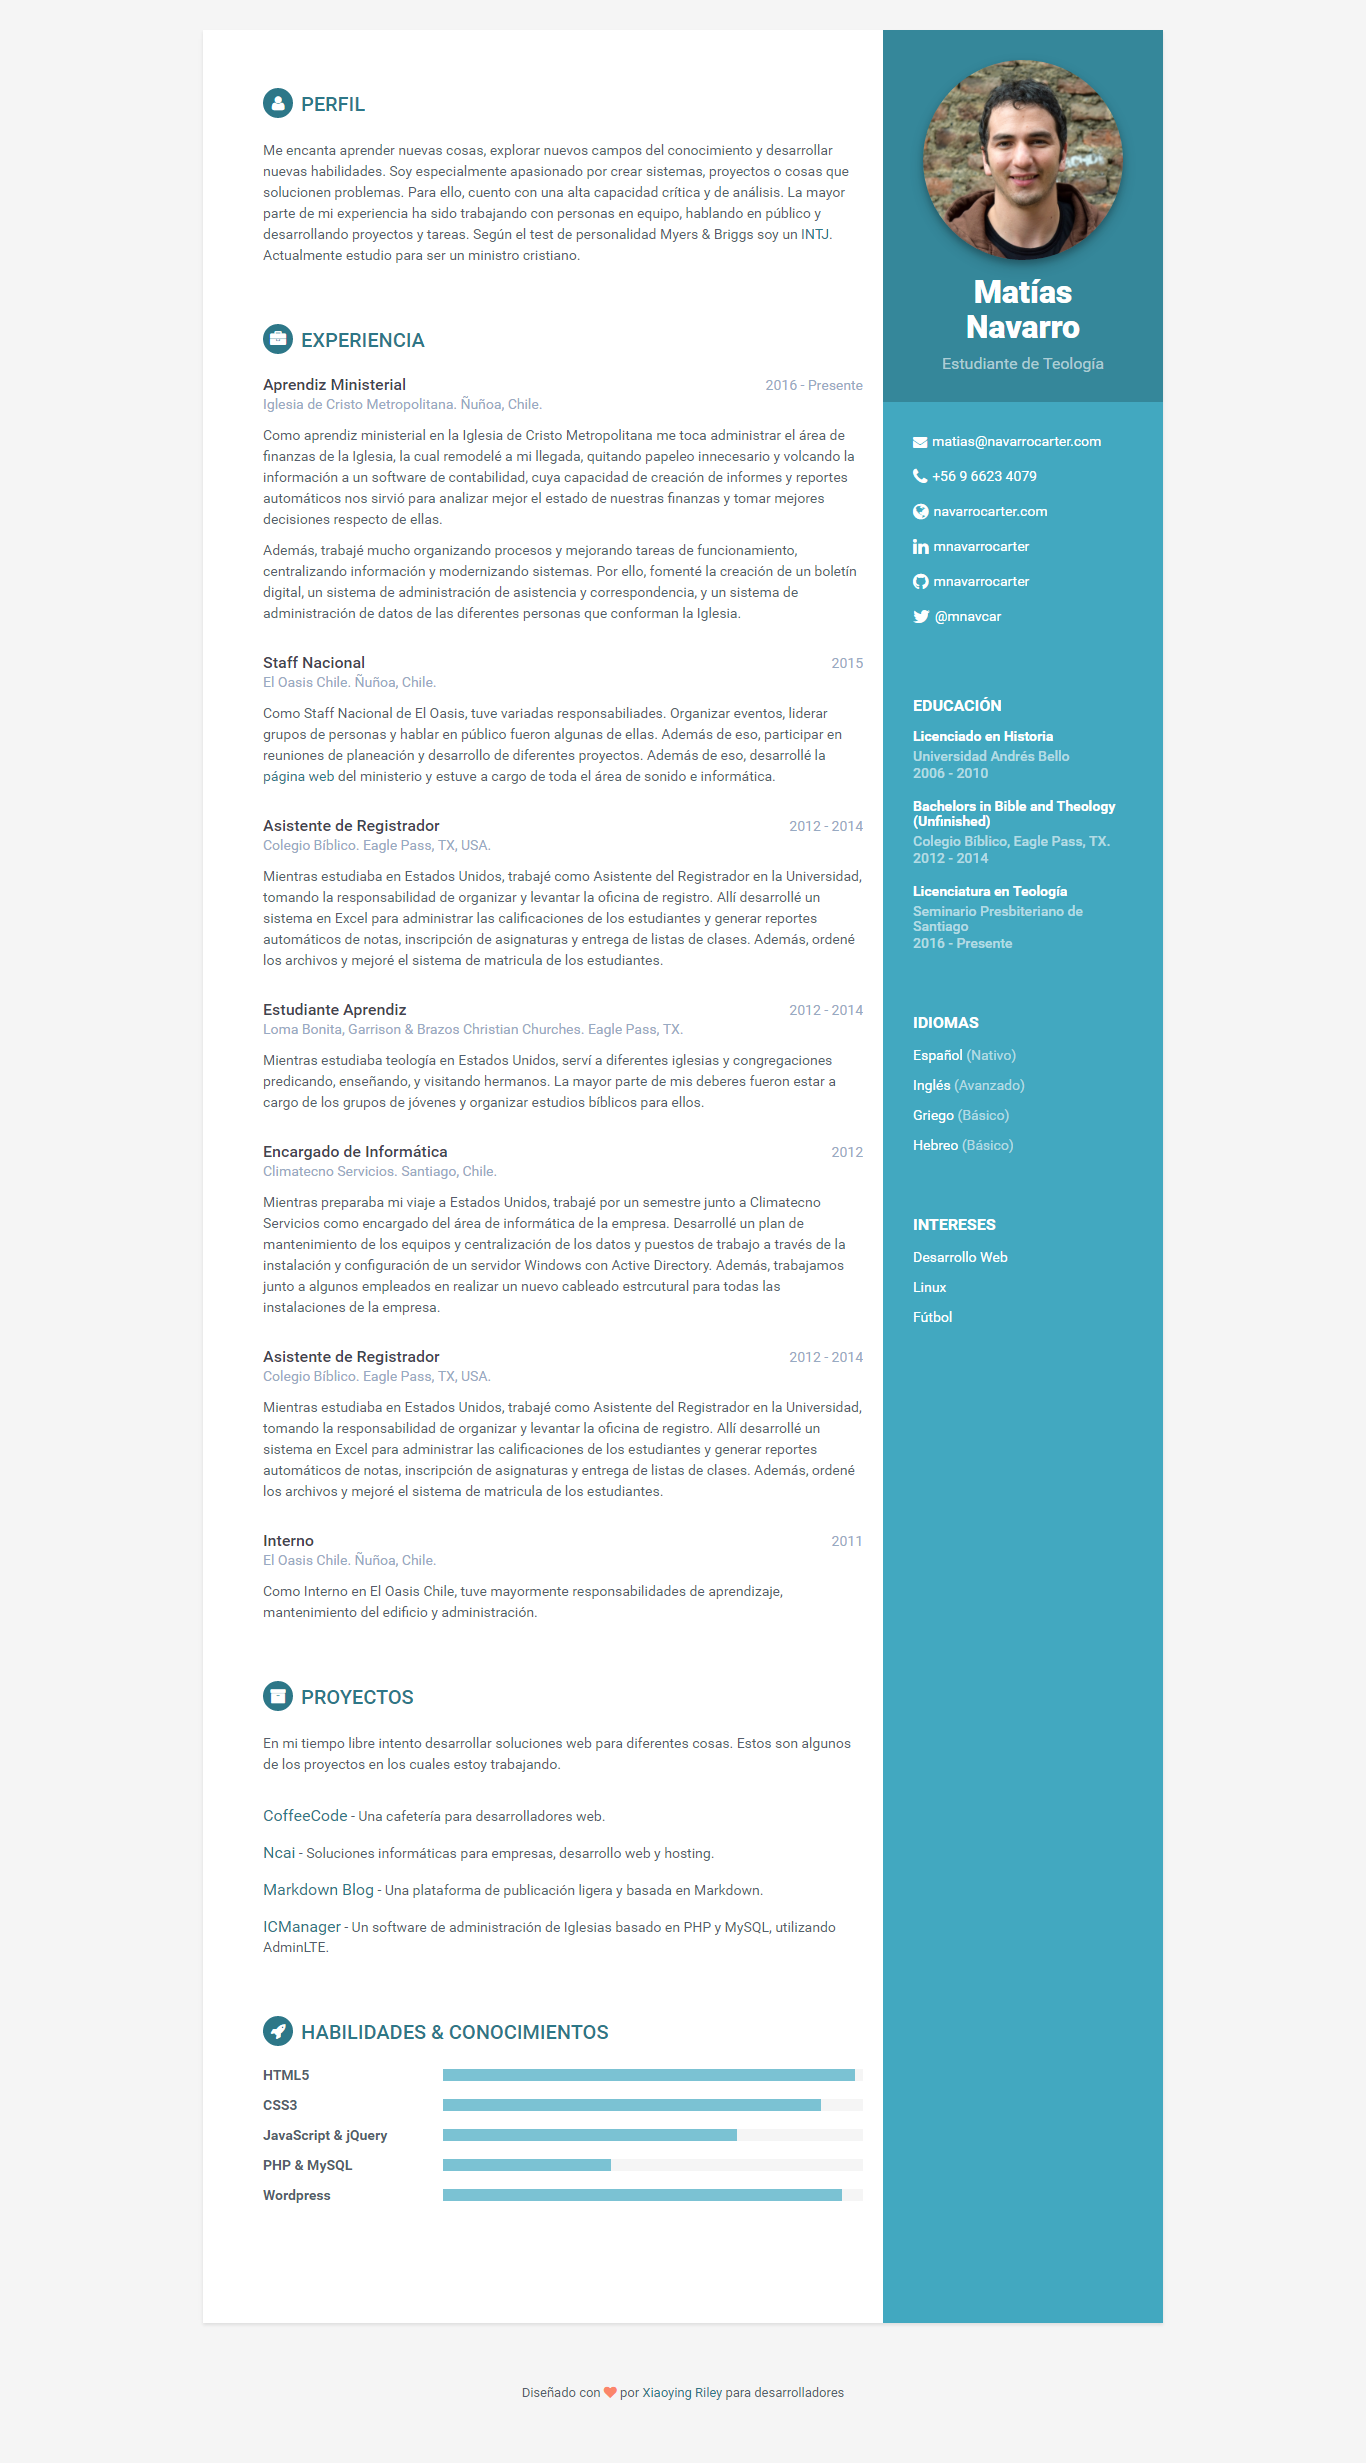 PERFIL
Me encanta aprender nuevas cosas, explorar nuevos campos del conocimiento y desarrollar
nuevas habilidades. Soy especialmente apasionado por crear sistemas, proyectos o cosas que
solucionen problemas. Para ello, cuento con una alta capacidad crítica y de análisis. La mayor
parte de mi experiencia ha sido trabajando con personas en equipo, hablando en público y
desarrollando proyectos y tareas. Según el test de personalidad Myers & Briggs soy un INTJ.
Actualmente estudio para ser un ministro cristiano.
EXPERIENCIA
Aprendiz Ministerial 2016 - Presente
Iglesia de Cristo Metropolitana. Ñuñoa, Chile.
Como aprendiz ministerial en la Iglesia de Cristo Metropolitana me toca administrar el área de
finanzas de la Iglesia, la cual remodelé a mi llegada, quitando papeleo innecesario y volcando la
información a un software de contabilidad, cuya capacidad de creación de informes y reportes
automáticos nos sirvió para analizar mejor el estado de nuestras finanzas y tomar mejores
decisiones respecto de ellas.
Además, trabajé mucho organizando procesos y mejorando tareas de funcionamiento,
centralizando información y modernizando sistemas. Por ello, fomenté la creación de un boletín
digital, un sistema de administración de asistencia y correspondencia, y un sistema de
administración de datos de las diferentes personas que conforman la Iglesia.
Staff Nacional 2015
El Oasis Chile. Ñuñoa, Chile.
Como Staff Nacional de El Oasis, tuve variadas responsabiliades. Organizar eventos, liderar
grupos de personas y hablar en público fueron algunas de ellas. Además de eso, participar en
reuniones de planeación y desarrollo de diferentes proyectos. Además de eso, desarrollé la
página web del ministerio y estuve a cargo de toda el área de sonido e informática.
Asistente de Registrador 2012 - 2014
Colegio Bíblico. Eagle Pass, TX, USA.
Mientras estudiaba en Estados Unidos, trabajé como Asistente del Registrador en la Universidad,
tomando la responsabilidad de organizar y levantar la oficina de registro. Allí desarrollé un
sistema en Excel para administrar las calificaciones de los estudiantes y generar reportes
automáticos de notas, inscripción de asignaturas y entrega de listas de clases. Además, ordené
los archivos y mejoré el sistema de matricula de los estudiantes.
Estudiante Aprendiz 2012 - 2014
Loma Bonita, Garrison & Brazos Christian Churches. Eagle Pass, TX.
Mientras estudiaba teología en Estados Unidos, serví a diferentes iglesias y congregaciones
predicando, enseñando, y visitando hermanos. La mayor parte de mis deberes fueron estar a
cargo de los grupos de jóvenes y organizar estudios bíblicos para ellos.
Encargado de Informática 2012
Climatecno Servicios. Santiago, Chile.
Mientras preparaba mi viaje a Estados Unidos, trabajé por un semestre junto a Climatecno
Servicios como encargado del área de informática de la empresa. Desarrollé un plan de
mantenimiento de los equipos y centralización de los datos y puestos de trabajo a través de la
instalación y configuración de un servidor Windows con Active Directory. Además, trabajamos
junto a algunos empleados en realizar un nuevo cableado estrcutural para todas las
instalaciones de la empresa.
Asistente de Registrador 2012 - 2014
Colegio Bíblico. Eagle Pass, TX, USA.
Mientras estudiaba en Estados Unidos, trabajé como Asistente del Registrador en la Universidad,
tomando la responsabilidad de organizar y levantar la oficina de registro. Allí desarrollé un
sistema en Excel para administrar las calificaciones de los estudiantes y generar reportes
automáticos de notas, inscripción de asignaturas y entrega de listas de clases. Además, ordené
los archivos y mejoré el sistema de matricula de los estudiantes.
Interno 2011
El Oasis Chile. Ñuñoa, Chile.
Como Interno en El Oasis Chile, tuve mayormente responsabilidades de aprendizaje,
mantenimiento del edificio y administración.
PROYECTOS
En mi tiempo libre intento desarrollar soluciones web para diferentes cosas. Estos son algunos
de los proyectos en los cuales estoy trabajando.
CoffeeCode - Una cafetería para desarrolladores web.
Ncai - Soluciones informáticas para empresas, desarrollo web y hosting.
Markdown Blog - Una plataforma de publicación ligera y basada en Markdown.
ICManager - Un software de administración de Iglesias basado en PHP y MySQL, utilizando
AdminLTE.
HABILIDADES & CONOCIMIENTOS
HTML5
CSS3
JavaScript & jQuery
PHP & MySQL
Wordpress
Matías
Navarro
Estudiante de Teología
matias@navarrocarter.com
+56 9 6623 4079
navarrocarter.com
mnavarrocarter
mnavarrocarter
@mnavcar
EDUCACIÓN
Licenciado en Historia
Universidad Andrés Bello
2006 - 2010
Bachelors in Bible and Theology
(Unfinished)
Colegio Bíblico, Eagle Pass, TX.
2012 - 2014
Licenciatura en Teología
Seminario Presbiteriano de
Santiago
2016 - Presente
IDIOMAS
Español (Nativo)
Inglés (Avanzado)
Griego (Básico)
Hebreo (Básico)
INTERESES
Desarrollo Web
Linux
Fútbol
Diseñado con por Xiaoying Riley para desarrolladores